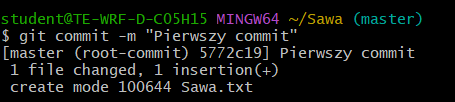 student@TE-WRF-D-CO5H15 MINGW64 ~/Sawa (master)
$ git commit -m "Pierwszy commit"
[master (root-commit) 5772c19] Pierwszy commit
 1 file changed, 1 insertion(+)
 create mode 100644 Sawa.txt